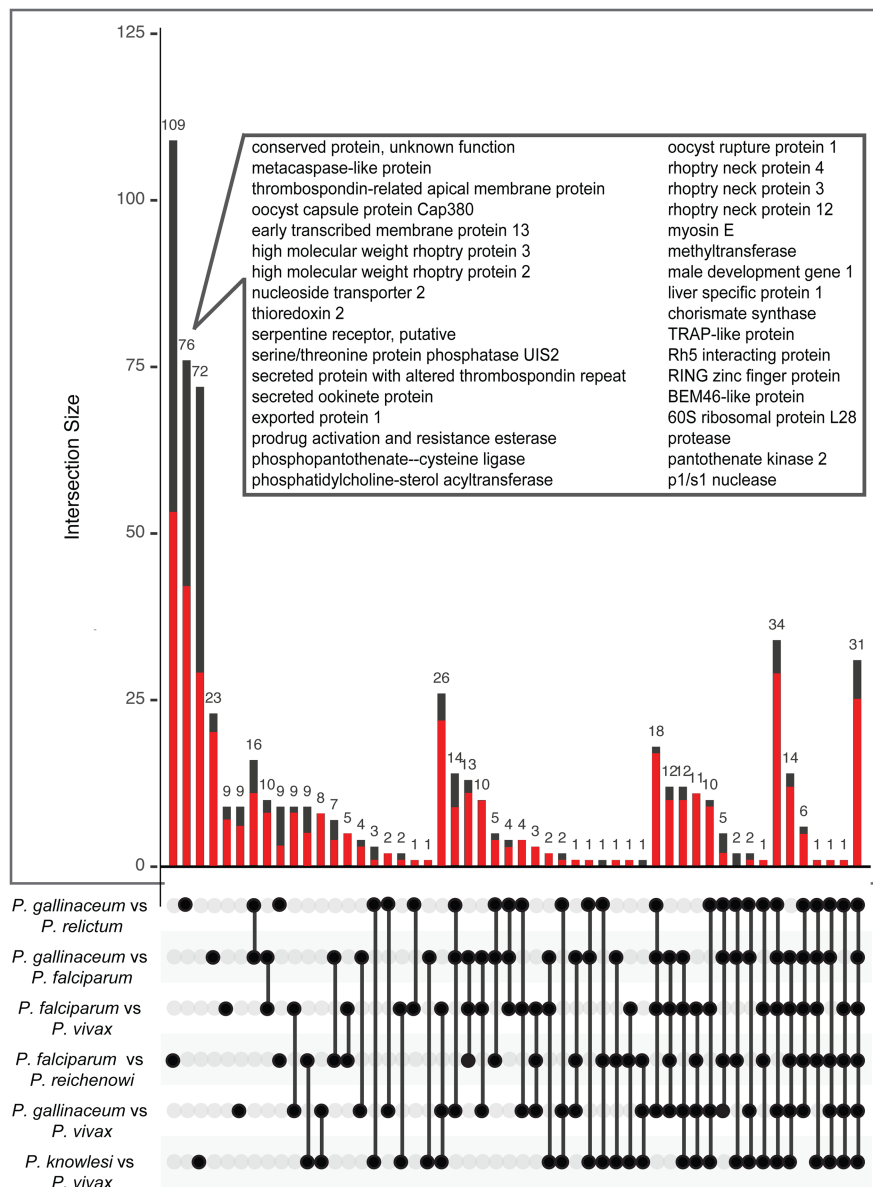 125
109
conserved protein, unknown function
oocyst rupture protein 1
metacaspase-like protein
rhoptry neck protein 4
thrombospondin-related apical membrane protein
rhoptry neck protein 3
100
oocyst capsule protein Cap380
rhoptry neck protein 12
early transcribed membrane protein 13
myosin E
high molecular weight rhoptry protein 3
methyltransferase
high molecular weight rhoptry protein 2
male development gene 1
nucleoside transporter 2
liver specific protein 1
thioredoxin 2
chorismate synthase
serpentine receptor, putative
TRAP-like protein
76
serine/threonine protein phosphatase UIS2
Rh5 interacting protein
75
72
secreted protein with altered thrombospondin repeat
RING zinc finger protein
secreted ookinete protein
BEM46-like protein
exported protein 1
60S ribosomal protein L28
prodrug activation and resistance esterase
protease
phosphopantothenate--cysteine ligase
pantothenate kinase 2
phosphatidylcholine-sterol acyltransferase
p1/s1 nuclease
Intersection Size
50
25
0
23 9 9 16 10 9 9 9 8 7 5 4 3 2 2 1 1 26 14 13 10 5 4 4 3 2 2 1 1 1 1 1 1 18 12 12 11 10 5 2 2 1 34 14 6 1 1 1 31
P. gallinaceum vs
P. relictum
P. gallinaceum vs
P. falciparum
P. falciparum vs
P. vivax
P. falciparum vs
P. reichenowi
P. gallinaceum vs
P. vivax
P. knowlesi vs
P. vivax